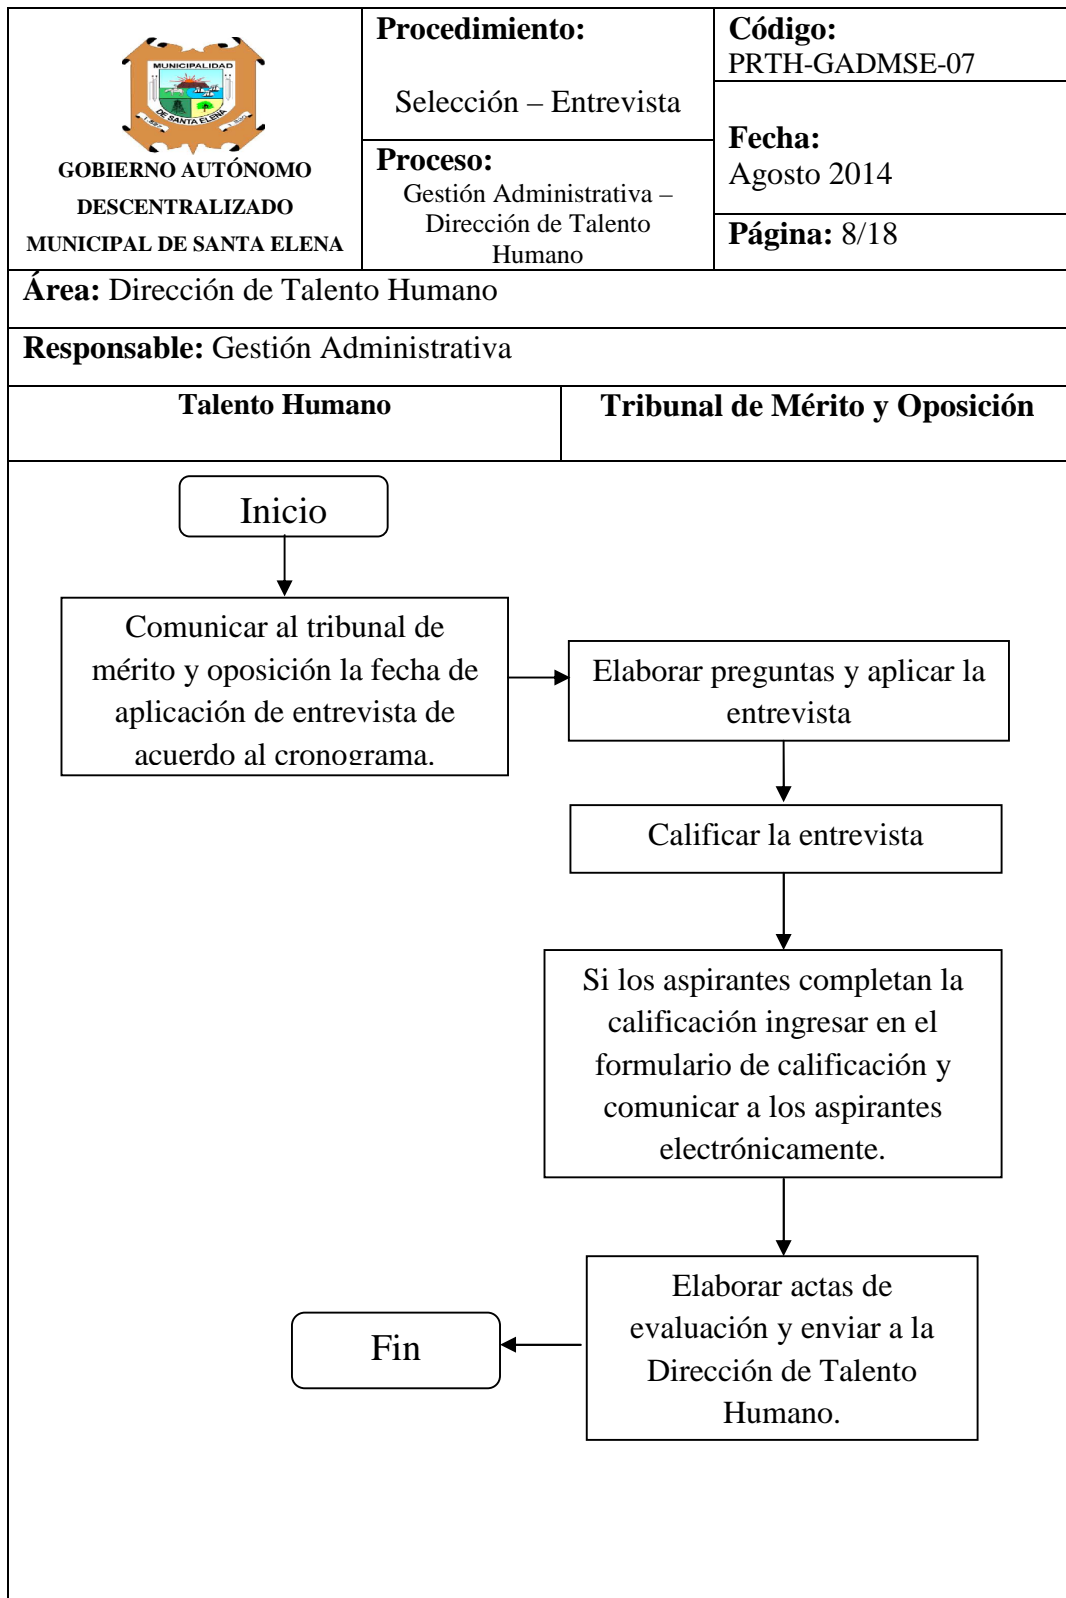 MUNICIPALIDAD
DE SANTA ELENA
GOBIERNO AUTÓNOMO
DESCENTRALIZADO
MUNICIPAL DE SANTA ELENA
Procedimiento:
Selección – Entrevista
Proceso:
Gestión Administrativa –
Dirección de Talento
Humano
Código:
PRTH-GADMSE-07
Fecha:
Agosto 2014
Página: 8/18
Área: Dirección de Talento Humano
Responsable: Gestión Administrativa
Talento Humano
Tribunal de Mérito y Oposición
Inicio
Comunicar al tribunal de
mérito y oposición la fecha de
aplicación de entrevista de
acuerdo al cronograma.
Elaborar preguntas y aplicar la
entrevista
Calificar la entrevista
Si los aspirantes completan la
calificación ingresar en el
formulario de calificación y
comunicar a los aspirantes
electrónicamente.
Elaborar actas de
evaluación y enviar a la
Dirección de Talento
Humano.
Fin